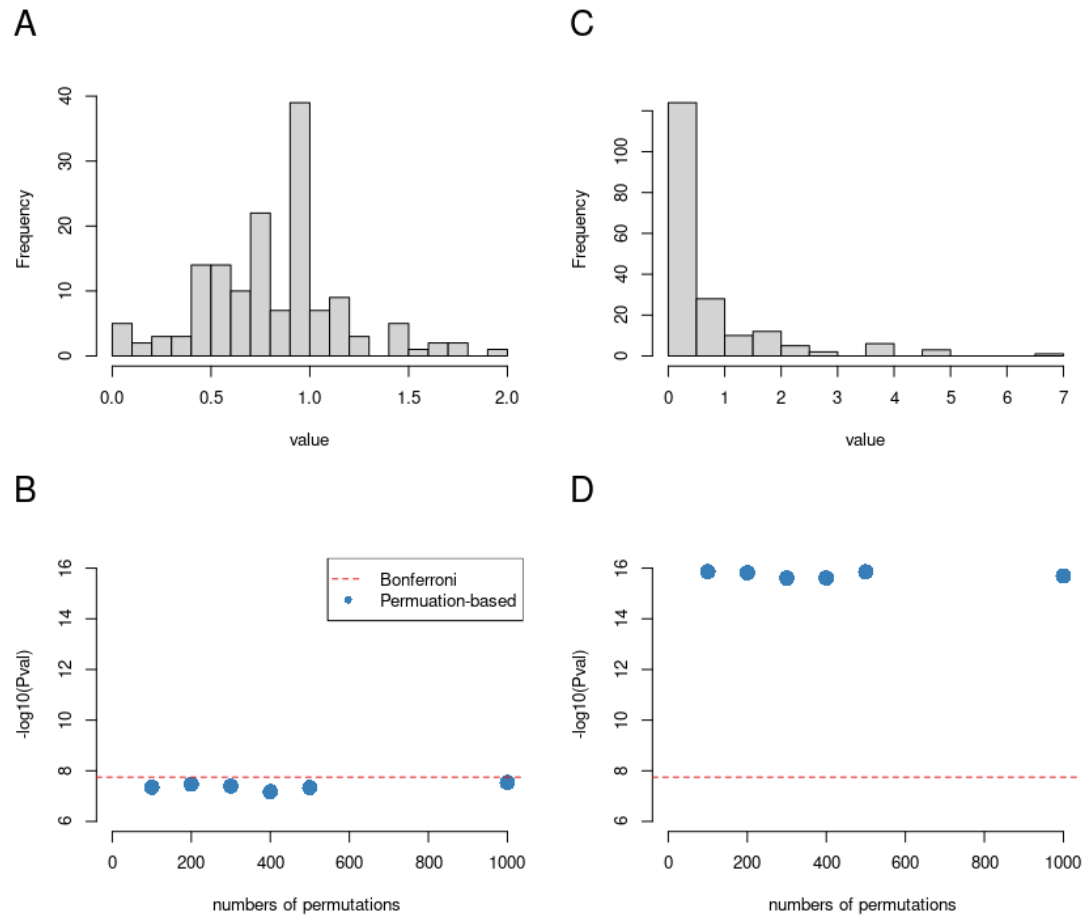 A
Frequency
0 10 20 30 40
0.0 0.5 1.0 1.5 2.0
value
C
Frequency
0 20 40 60 80 100
0 1 2 3 4 5 6 7
value
B
-log10(Pval)
6 8 10 12 14 16
Bonferroni
Permuation-based
0 200 400 600 800 1000
numbers of permutations
D
-log10(Pval)
6 8 10 12 14 16
0 200 400 600 800 1000
numbers of permutations